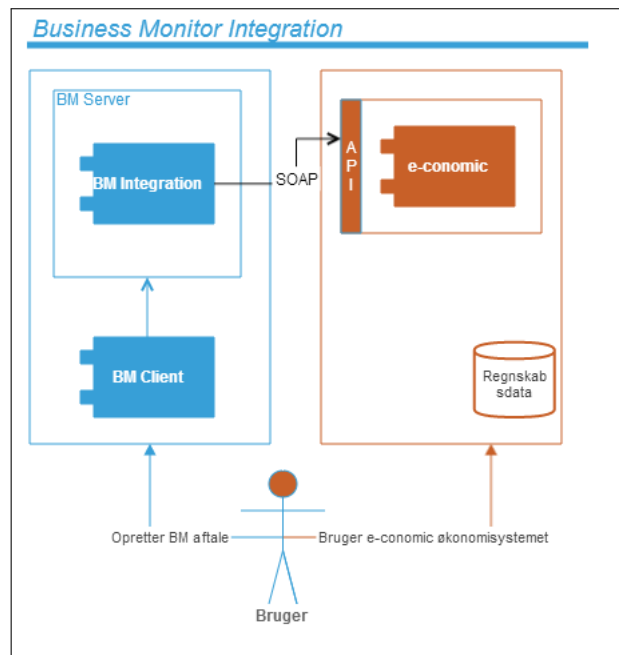 Business Monitor Integration
BM Server
BM Integration
SOAP
A
P
I
e-conomic
BM Client
Regnskab
sdata
Opretter BM aftale
Bruger e-conomic økonomisystemet
Bruger